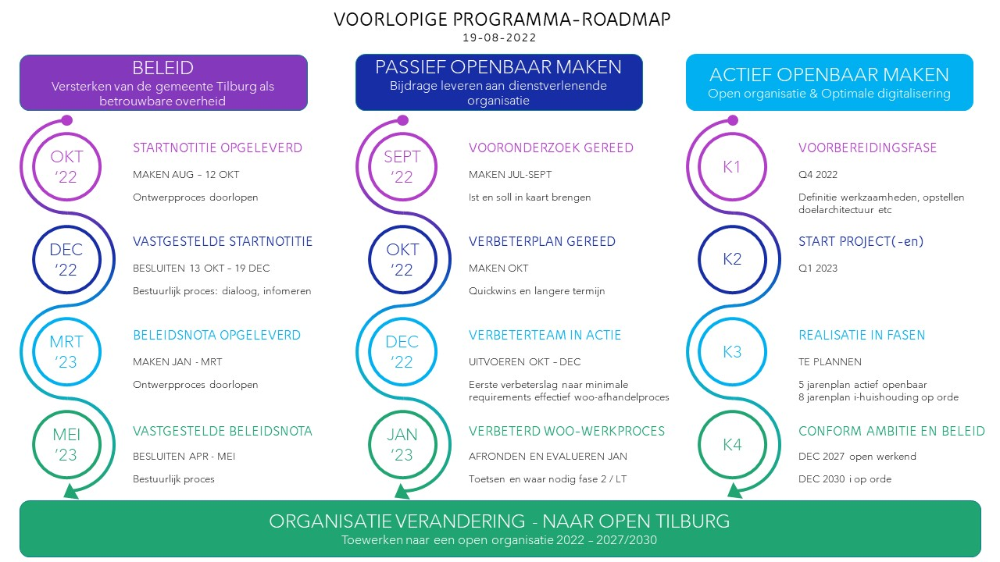 VOORLOPIGE PROGRAMMA-ROADMAP
19-08-2022
BELEID
Versterken van de gemeente Tilburg als
betrouwbare overheid
OKT
‘22
STARTNOTITIE OPGELEVERD
MAKEN AUG – 12 OKT
Ontwerpproces doorlopen
DEC
‘22
VASTGESTELDE STARTNOTITIE
BESLUITEN 13 OKT – 19 DEC
Bestuurlijk proces: dialoog, infomeren
MRT
‘23
BELEIDSNOTA OPGELEVERD
MAKEN JAN - MRT
Ontwerpproces doorlopen
MEI
‘23
VASTGESTELDE BELEIDSNOTA
BESLUITEN APR - MEI
Bestuurlijk proces
PASSIEF OPENBAAR MAKEN
Bijdrage leveren aan dienstverlenende
organisatie
SEPT
‘22
VOORONDERZOEK GEREED
MAKEN JUL-SEPT
Ist en soll in kaart brengen
OKT
‘22
VERBETERPLAN GEREED
MAKEN OKT
Quickwins en langere termijn
DEC
‘22
VERBETERTEAM IN ACTIE
UITVOEREN OKT – DEC
Eerste verbeterslag naar minimale
requirements effectief woo-afhandelproces
JAN
‘23
VERBETERD WOO-WERKPROCES
AFRONDEN EN EVALUEREN JAN
Toetsen en waar nodig fase 2 / LT
ACTIEF OPENBAAR MAKEN
Open organisatie & Optimale digitalisering
K1
VOORBEREIDINGSFASE
Q4 2022
Definitie werkzaamheden, opstellen
doelarchitectuur etc
K2
START PROJECT(-en)
Q1 2023
K3
REALISATIE IN FASEN
TE PLANNEN
5 jarenplan actief openbaar
8 jarenplan i-huishouding op orde
K4
CONFORM AMBITIE EN BELEID
DEC 2027 open werkend
DEC 2030 i op orde
ORGANISATIE VERANDERING - NAAR OPEN TILBURG
Toewerken naar een open organisatie 2022 – 2027/2030